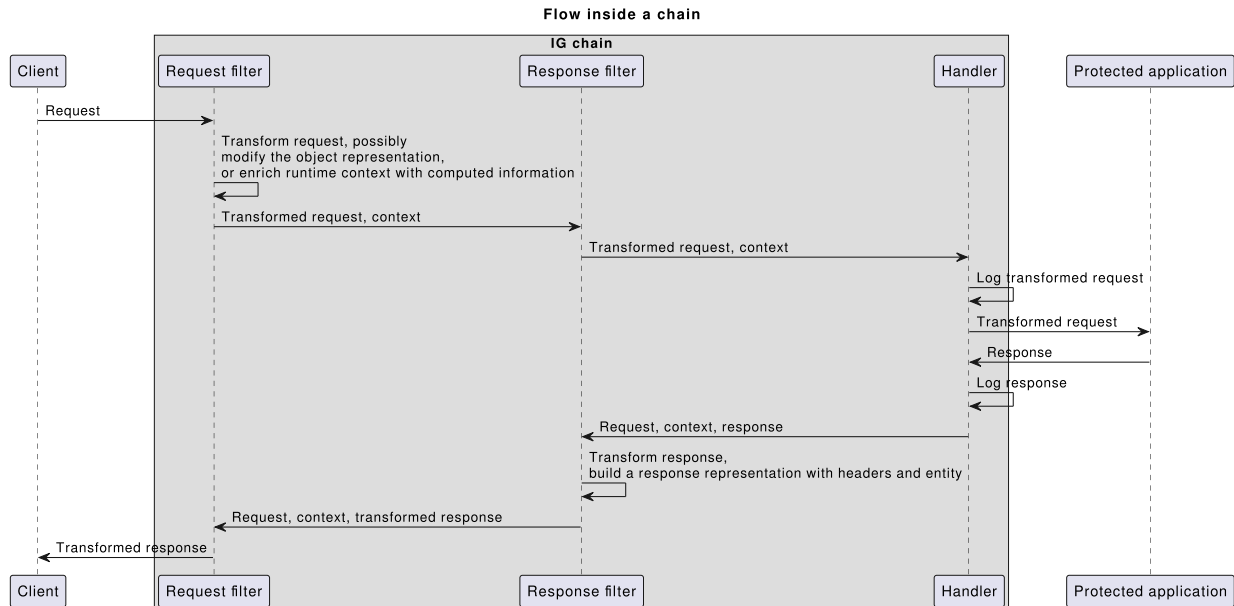 Flow inside a chain
IG chain
Client
Request filter
Response filter
Handler
Protected application
Request
Transform request, possibly
modify the object representation,
or enrich runtime context with computed information
Transformed request, context
Transformed request, context
Log transformed request
Transformed request
Response
Log response
Request, context, response
Transform response,
build a response representation with headers and entity
Request, context, transformed response
Transformed response
Client
Request filter
Response filter
Handler
Protected application